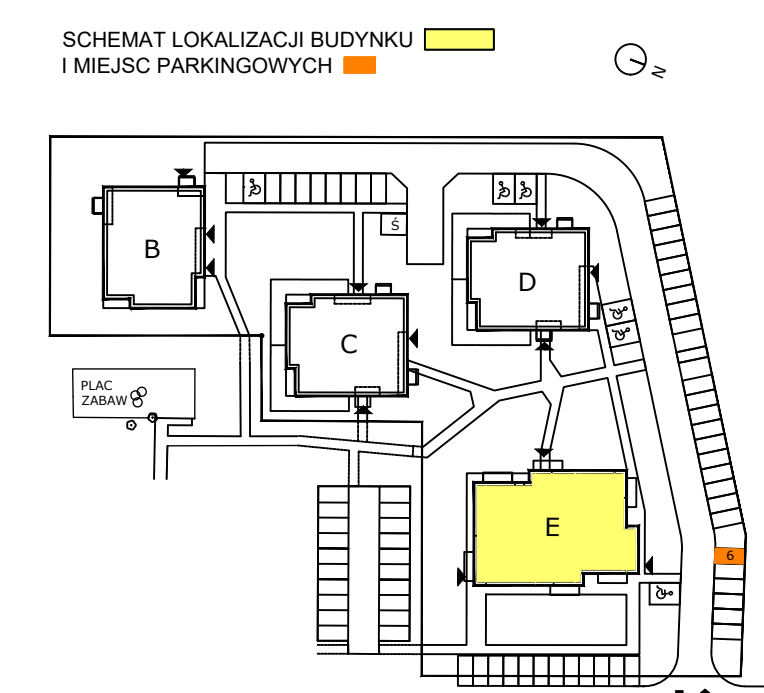 SCHEMAT LOKALIZACJI BUDYNKU
I MIEJSC PARKINGOWYCH
N
B
Ś
D
C
PLAC
ZABAW
E
6